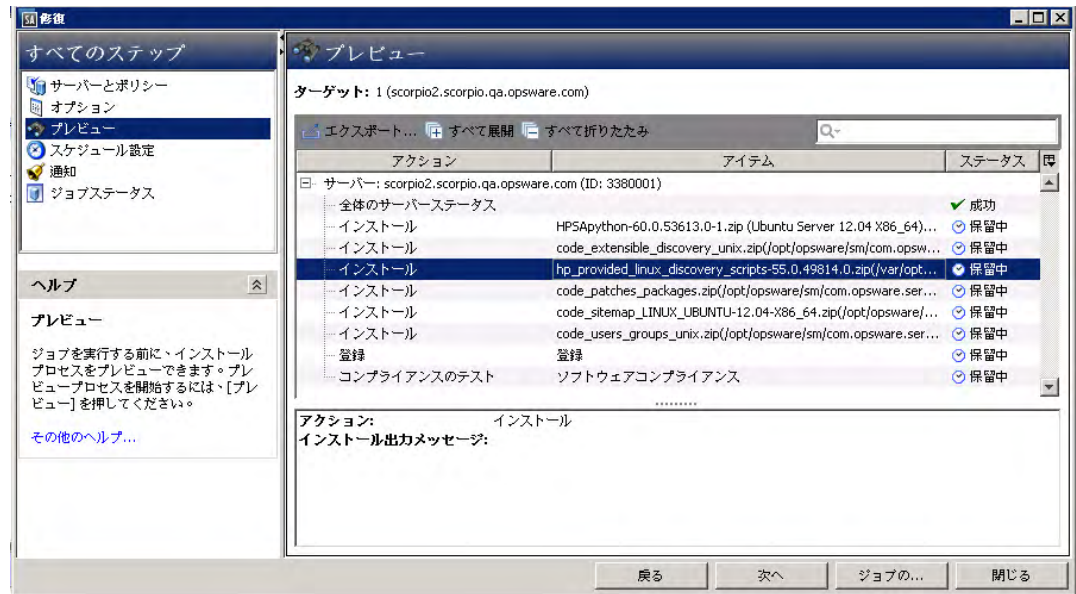 SA 修復
すべてのステップ
サーバーとポリシー
オプション
プレビュー
スケジュール設定
通知
ジョブステータス
ヘルプ
プレビュー
ジョブを実行する前に、インストール
プロセスをプレビューできます。プレ
ビュープロセスを開始するには、[プレ
ビュー] を押してください。
その他のヘルプ...
プレビュー
ターゲット: 1 (scorpio2.scorpio.qa.opsware.com)
エクスポート... すべて展開 すべて折りたたみ
アクション アイテム ステータス
サーバー: scorpio2.scorpio.qa.opsware.com (ID: 3380001)
全体のサーバーステータス 成功
インストール HPSApython-60.0.53613.0-1.zip (Ubuntu Server 12.04 X86_64)... 保留中
インストール code_extensible_discovery_unix.zip(/opt/opsware/sm/com.opsw... 保留中
インストール hp_provided_linux_discovery_scripts-55.0.49814.0.zip(/var/opt... 保留中
インストール code_patches_packages.zip(/opt/opsware/sm/com.opsware.ser... 保留中
インストール code_sitemap_LINUX_UBUNTU-12.04-X86_64.zip(/opt/opsware/... 保留中
インストール code_users_groups_unix.zip(/opt/opsware/sm/com.opsware.ser... 保留中
登録 登録 保留中
コンプライアンスのテスト ソフトウェアコンプライアンス 保留中
アクション: インストール
インストール出力メッセージ:
戻る 次へ ジョブの... 閉じる